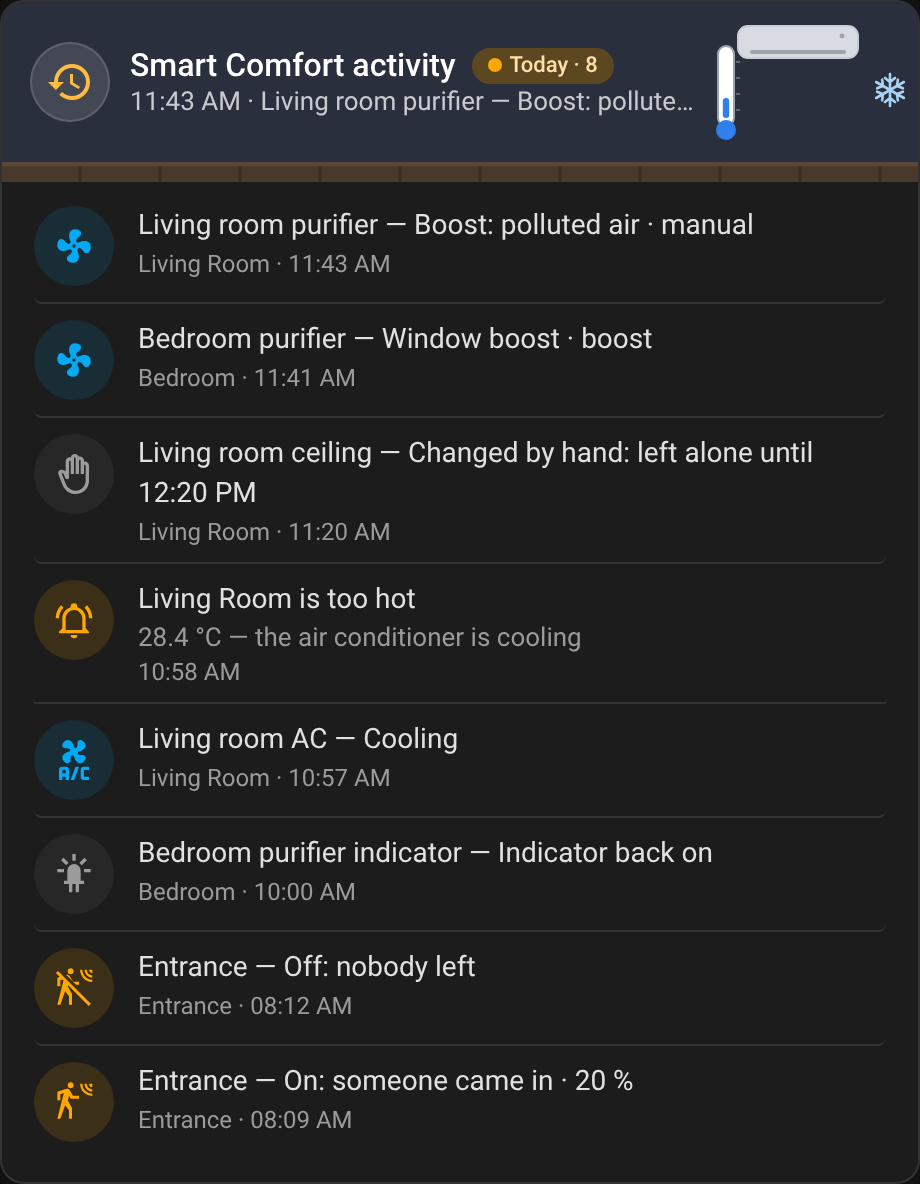 Smart Comfort activity
Today · 8
11:43 AM · Living room purifier — Boost: pollute…
Living room purifier — Boost: polluted air · manual
Living Room · 11:43 AM
Bedroom purifier — Window boost · boost
Bedroom · 11:41 AM
Living room ceiling — Changed by hand: left alone until
12:20 PM
Living Room · 11:20 AM
Living Room is too hot
28.4 °C — the air conditioner is cooling
10:58 AM
A/C
Living room AC — Cooling
Living Room · 10:57 AM
Bedroom purifier indicator — Indicator back on
Bedroom · 10:00 AM
Entrance — Off: nobody left
Entrance · 08:12 AM
Entrance — On: someone came in · 20 %
Entrance · 08:09 AM